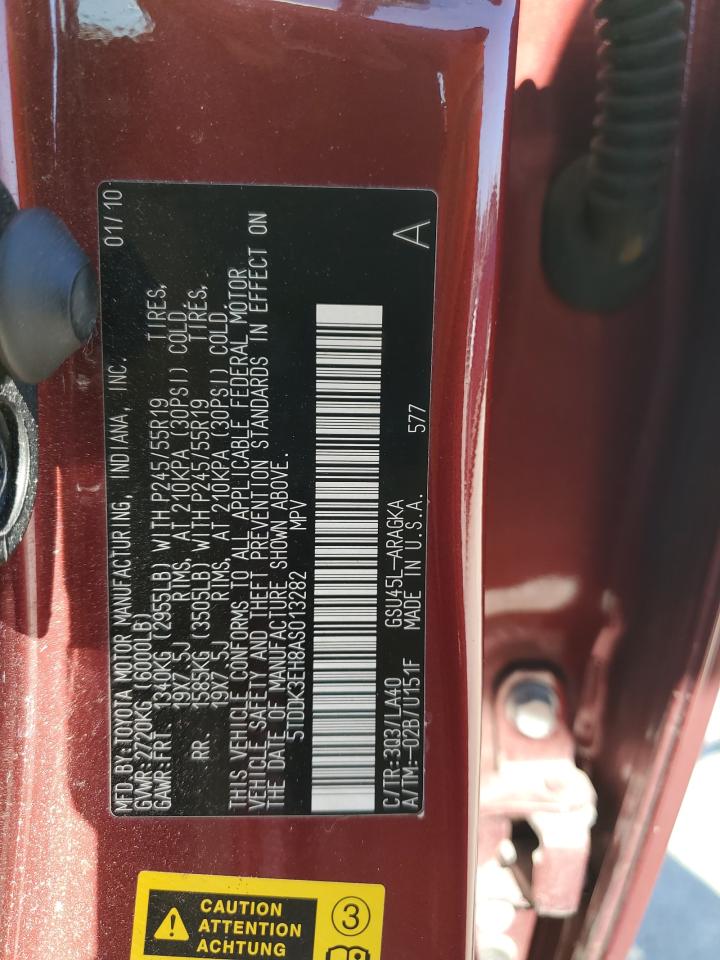 MFD.BY:TOYOTA MOTOR MANUFACTURING, INDIANA, INC. 01/10
GVWR:2720KG (6000LB)
GAWR:FRT. 1340KG (2955LB) WITH P245/55R19 TIRES,
19X7.5J RIMS, AT 210KPA (30PSI) COLD.
RR. 1585KG (3505LB) WITH P245/55R19 TIRES,
19X7.5J RIMS, AT 210KPA (30PSI) COLD.
THIS VEHICLE CONFORMS TO ALL APPLICABLE FEDERAL MOTOR
VEHICLE SAFETY AND THEFT PREVENTION STANDARDS IN EFFECT ON
THE DATE OF MANUFACTURE SHOWN ABOVE.
5TDDK3EH8AS013282 MPV
C/TR:3Q3/LA40 GSU45L-ARAGKA 577 A
A/TM:-02B/U151F MADE IN U.S.A.
CAUTION
ATTENTION
ACHTUNG
3